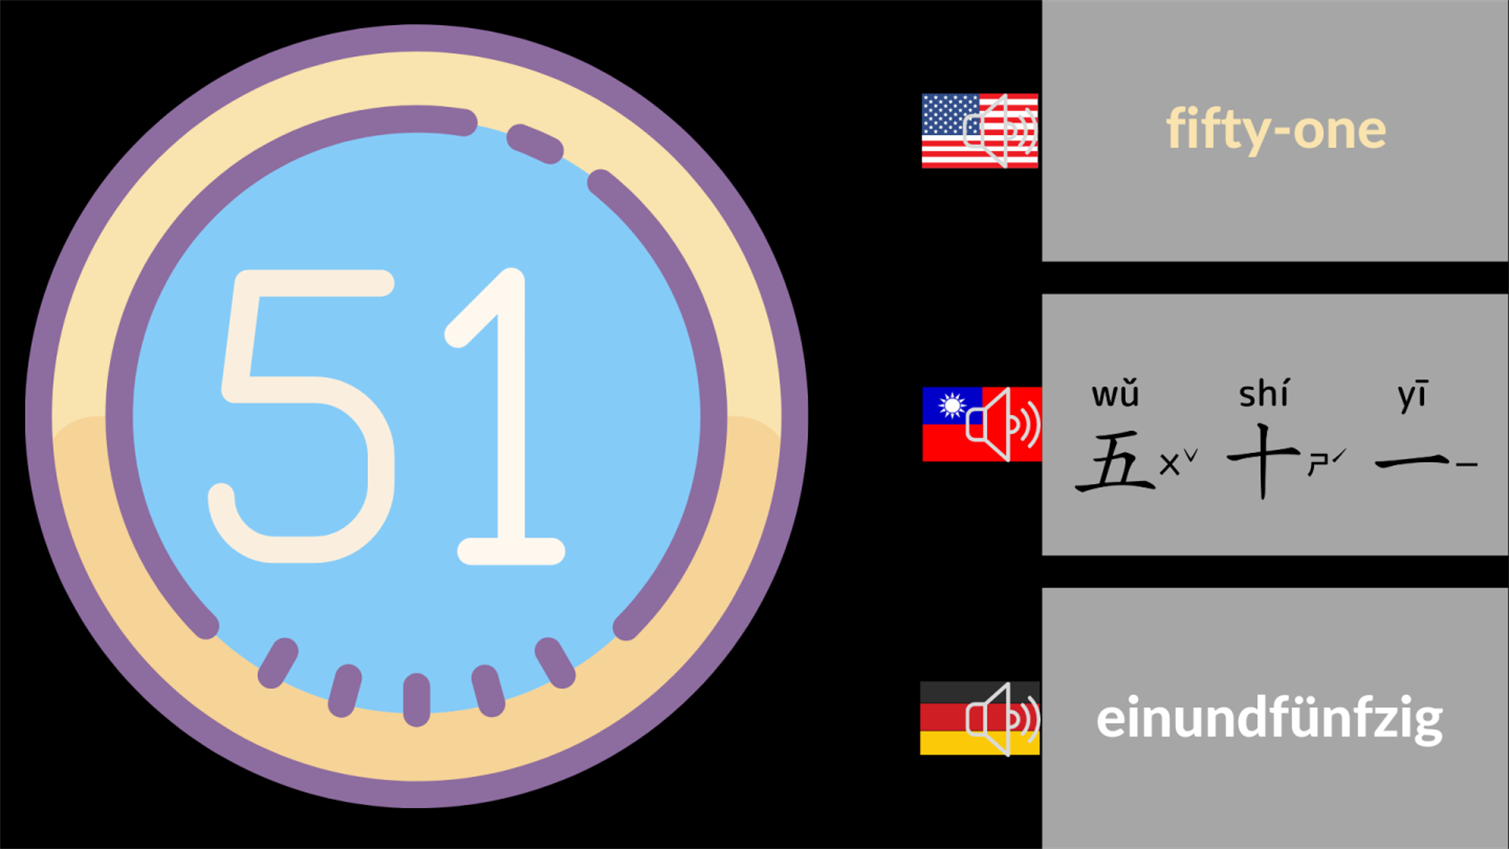 51
fifty-one
wǔ shí yī
五ㄨˇ 十ㄕˊ 一ㄧ
einundfünfzig